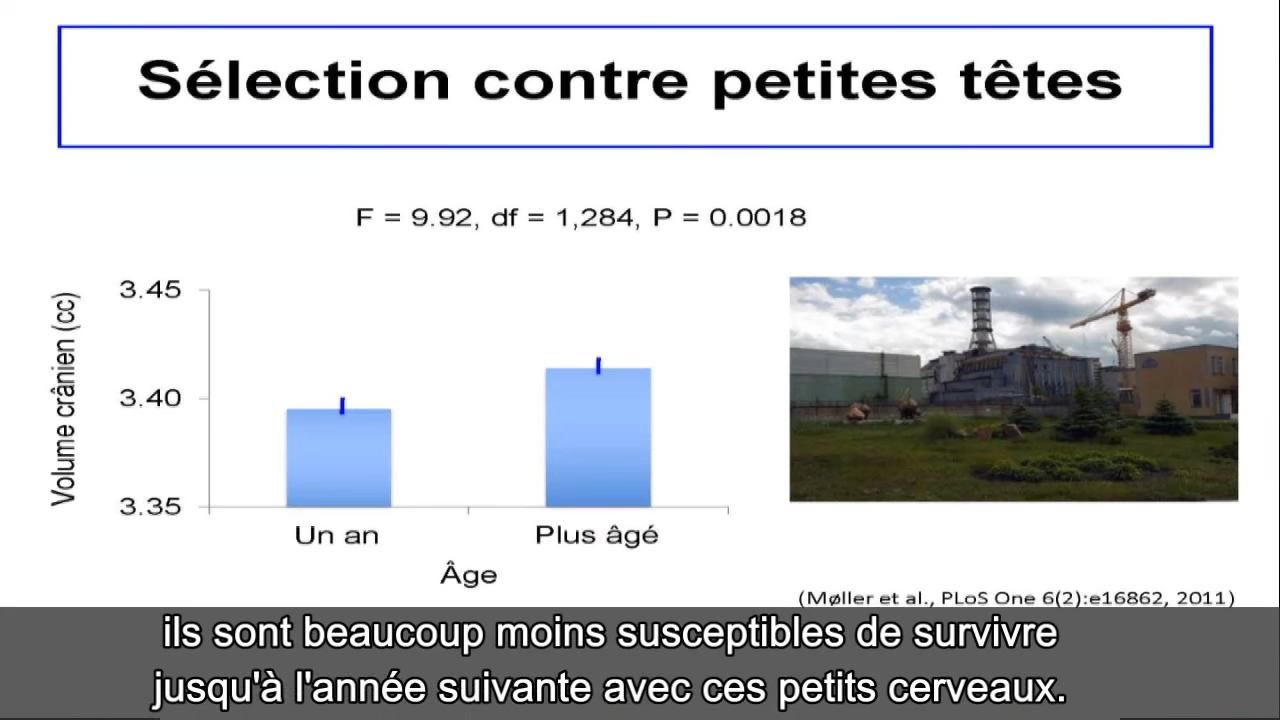 Sélection contre petites têtes
F = 9.92, df = 1,284, P = 0.0018
Volume crânien (cc)
3.45
3.40
3.35
Un an
Plus âgé
Âge
(Møller et al., PLoS One 6(2):e16862, 2011)
ils sont beaucoup moins susceptibles de survivre
jusqu'à l'année suivante avec ces petits cerveaux.